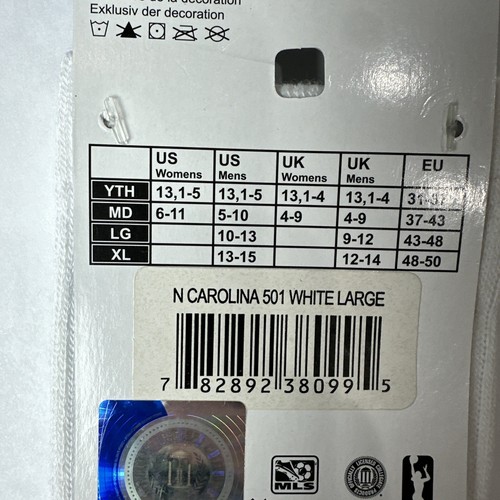 Exklusiv der decoration
US Womens US Mens UK Womens UK Mens EU
YTH 13,1-5 13,1-5 13,1-4 13,1-4
MD 6-11 5-10 4-9 4-9 37-43
LG 10-13 9-12 43-48
XL 13-15 12-14 48-50
N CAROLINA 501 WHITE LARGE
7 82892 38099 5
MLS